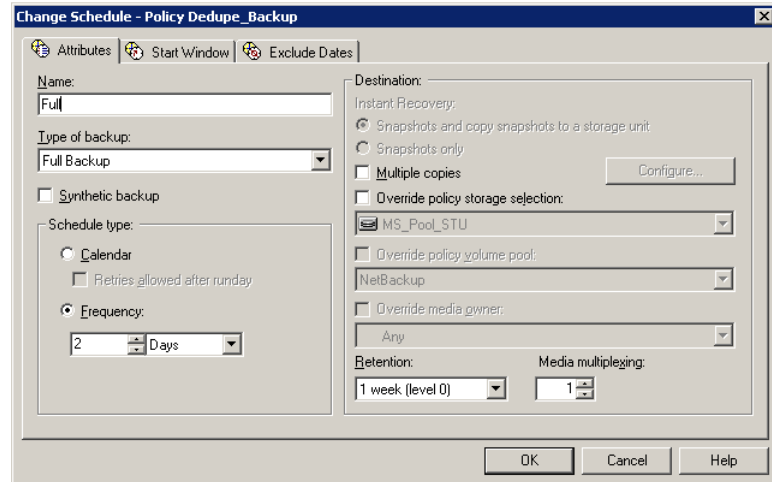 Change Schedule - Policy Dedupe_Backup
Attributes
Start Window
Exclude Dates
Name:
Full
Type of backup:
Full Backup
Synthetic backup
Schedule type:
Calendar
Retries allowed after runday
Frequency:
2
Days
Destination:
Instant Recovery:
Snapshots and copy snapshots to a storage unit
Snapshots only
Multiple copies
Configure...
Override policy storage selection:
MS_Pool_STU
Override policy volume pool:
NetBackup
Override media owner:
Any
Retention:
Media multiplexing:
1 week (level 0)
1
OK
Cancel
Help